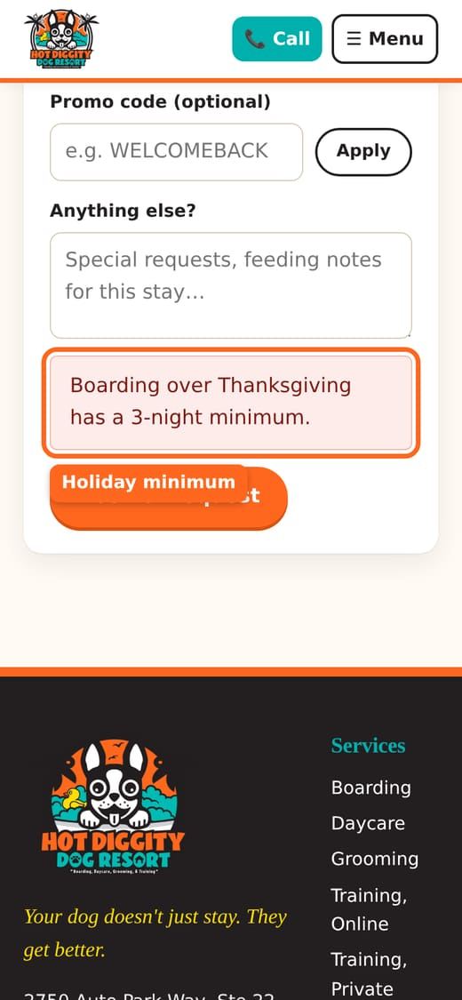 HOT DIGGITY
DOG RESORT
📞 Call
☰ Menu
Promo code (optional)
e.g. WELCOMEBACK
Apply
Anything else?
Special requests, feeding notes
for this stay…
Boarding over Thanksgiving
has a 3-night minimum.
Holiday minimum
HOT DIGGITY
DOG RESORT
"Boarding, Daycare, Grooming, & Training"
Your dog doesn't just stay. They
get better.
3750 Auto Park Way, Ste 22
Services
Boarding
Daycare
Grooming
Training,
Online
Training,
Private